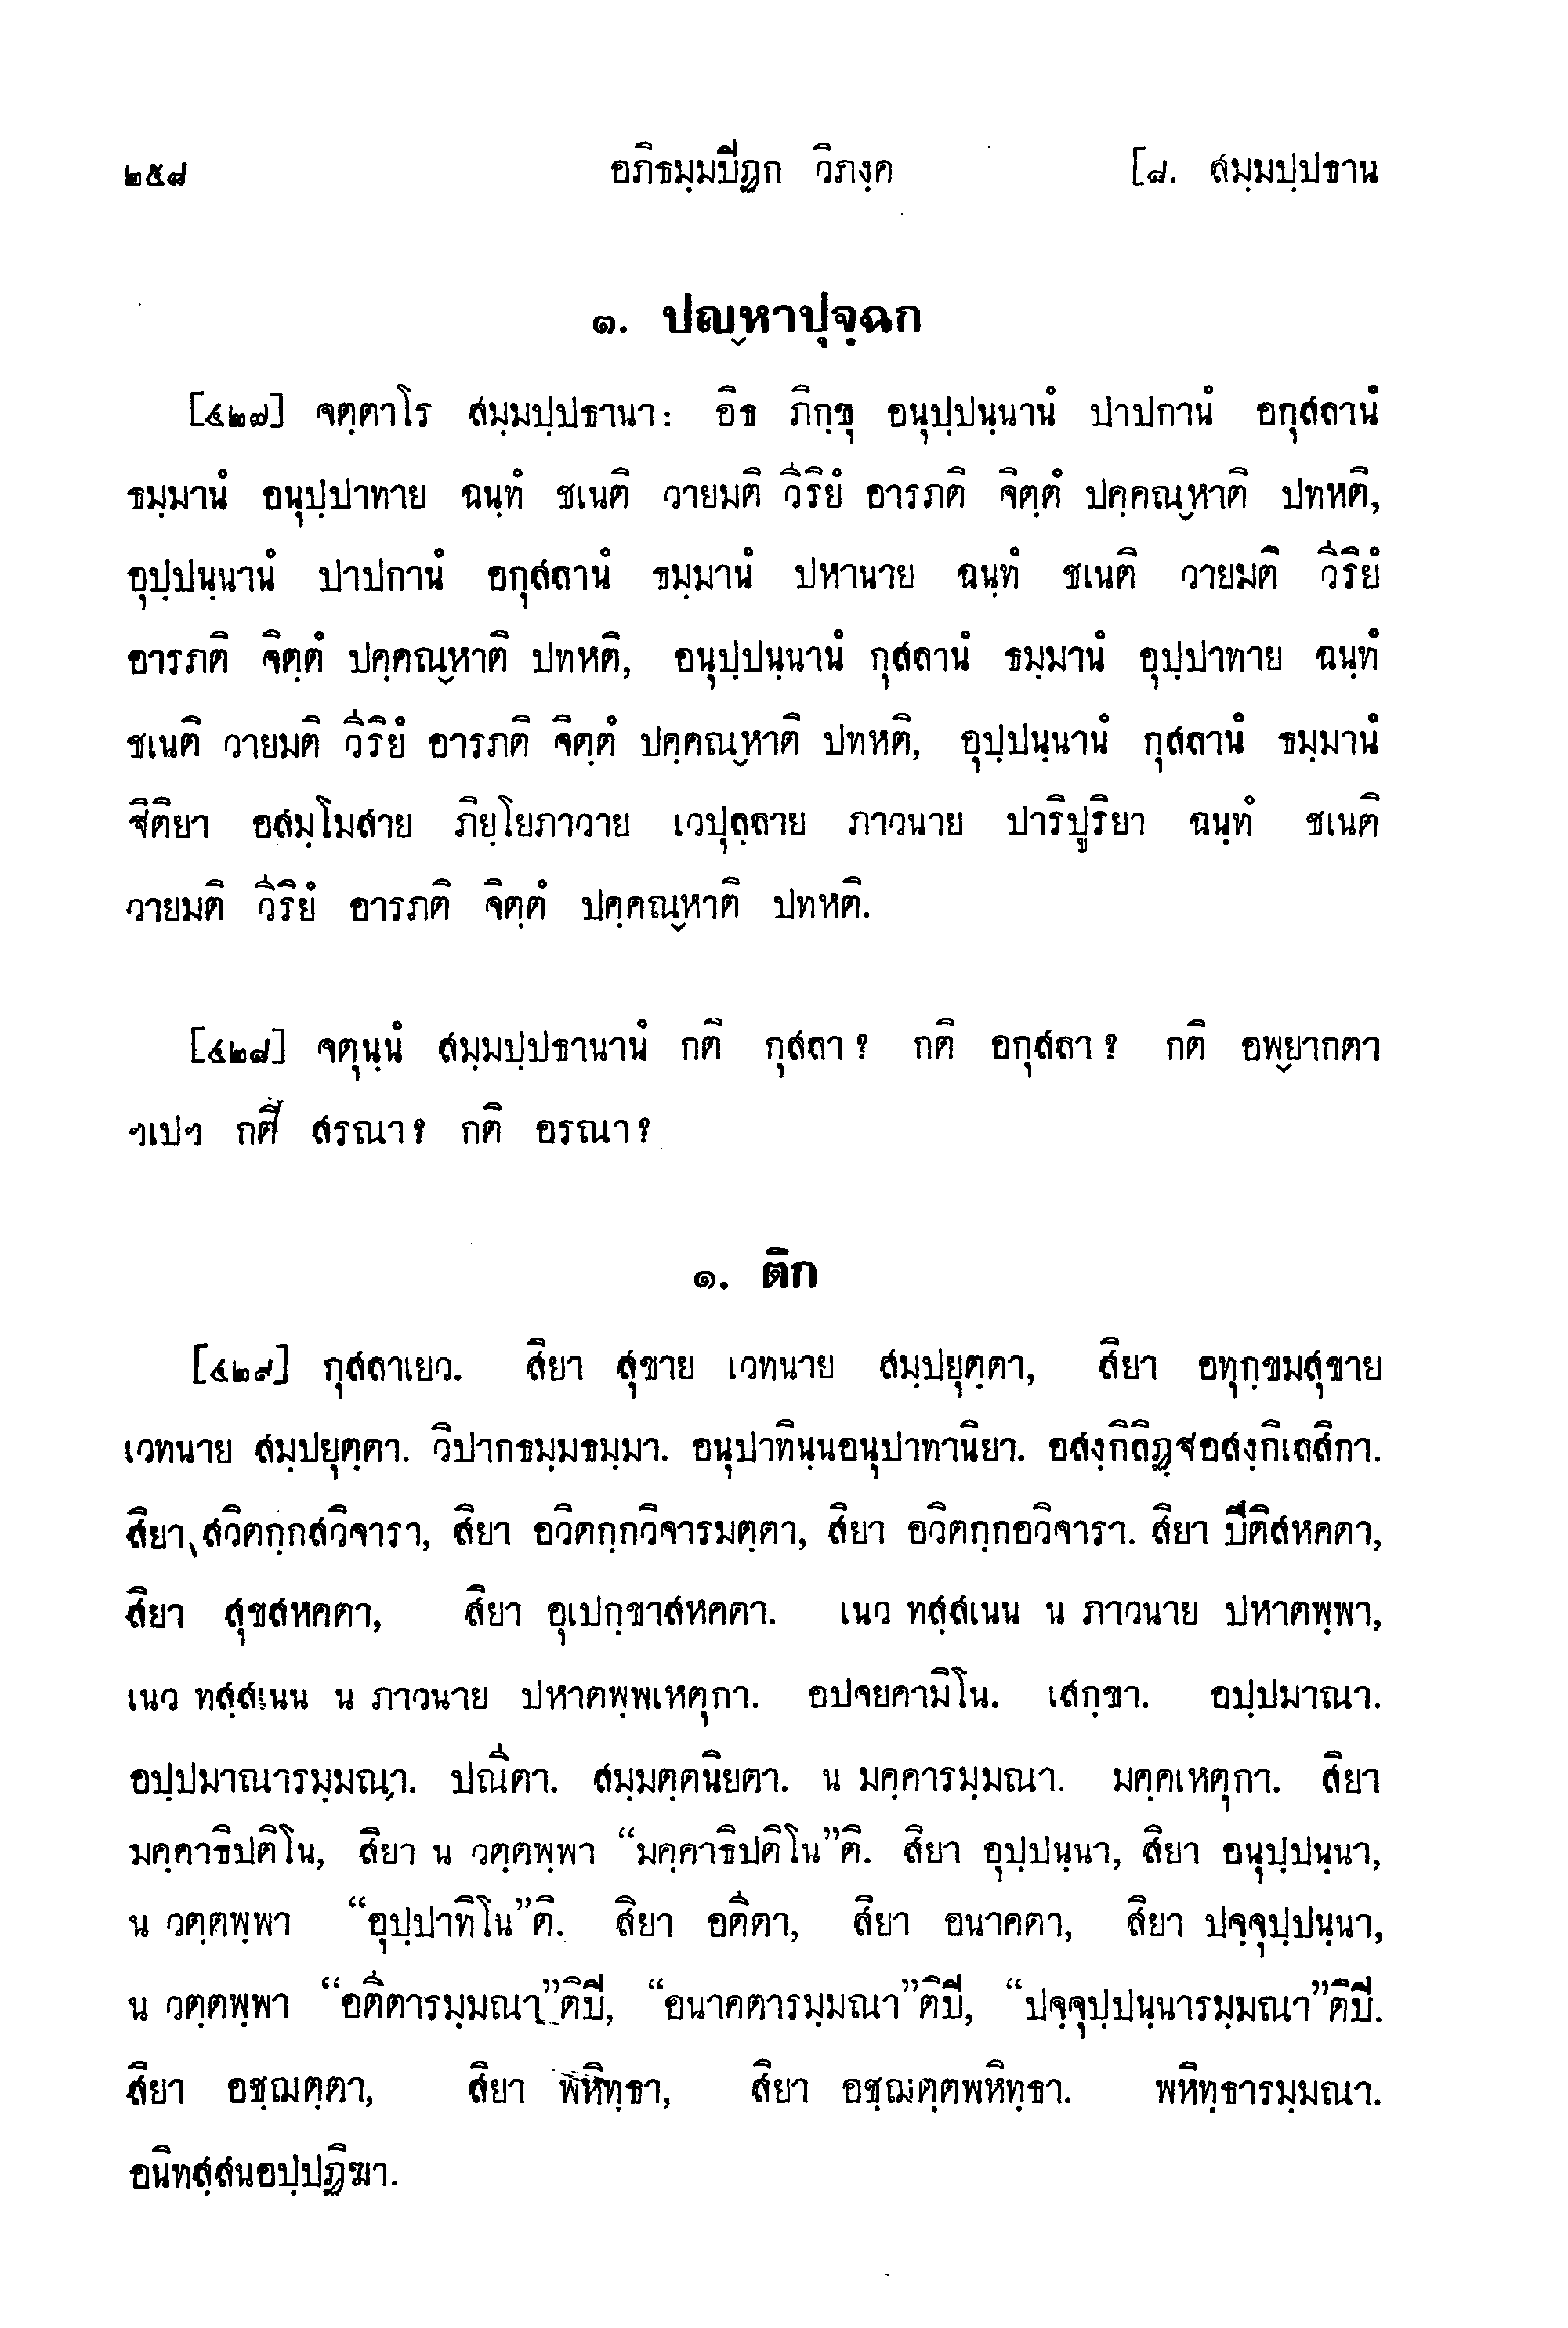 ๒๕๘ อภิธมฺมปีฏก วิภงฺค [๘. สมฺมปฺปธาน
๓. ปญฺหาปุจฺฉก
[๔๒๗] จตฺตาโร สมฺมปฺปธานา: อิธ ภิกฺขุ อนุปฺปนฺนานํ ปาปกานํ อกุสลานํ
ธมฺมานํ อนุปฺปาทาย ฉนฺทํ ชเนติ วายมติ วีริยํ อารภติ จิตฺตํ ปคฺคณฺหาติ ปทหติ,
อุปฺปนฺนานํ ปาปกานํ อกุสลานํ ธมฺมานํ ปหานาย ฉนฺทํ ชเนติ วายมติ วีริยํ
อารภติ จิตฺตํ ปคฺคณฺหาติ ปทหติ, อนุปฺปนฺนานํ กุสลานํ ธมฺมานํ อุปฺปาทาย ฉนฺทํ
ชเนติ วายมติ วีริยํ อารภติ จิตฺตํ ปคฺคณฺหาติ ปทหติ, อุปฺปนฺนานํ กุสลานํ ธมฺมานํ
ฐิติยา อสมฺโมสาย ภิยฺโยภาวาย เวปุลฺลาย ภาวนาย ปาริปูริยา ฉนฺทํ ชเนติ
วายมติ วีริยํ อารภติ จิตฺตํ ปคฺคณฺหาติ ปทหติ.
[๔๒๘] จตุนฺนํ สมฺมปฺปธานานํ กติ กุสลา? กติ อกุสลา? กติ อพฺยากตา
ฯเปฯ กติ สรณา? กติ อรณา?
๑. ติก
[๔๒๙] กุสลาเยว. สิยา สุขาย เวทนาย สมฺปยุตฺตา, สิยา อทุกฺขมสุขาย
เวทนาย สมฺปยุตฺตา. วิปากธมฺมธมฺมา. อนุปาทินฺนอนุปาทานิยา. อสงฺกิลิฏฺฐอสงฺกิเลสิกา.
สิยา สวิตกฺกสวิจารา, สิยา อวิตกฺกวิจารมตฺตา, สิยา อวิตกฺกอวิจารา. สิยา ปีติสหคตา,
สิยา สุขสหคตา, สิยา อุเปกฺขาสหคตา. เนว ทสฺสเนน น ภาวนาย ปหาตพฺพา,
เนว ทสฺสเนน น ภาวนาย ปหาตพฺพเหตุกา. อปจยคามิโน. เสกฺขา. อปฺปมาณา.
อปฺปมาณารมฺมณา. ปณีตา. สมฺมตฺตนิยตา. น มคฺคารมฺมณา. มคฺคเหตุกา. สิยา
มคฺคาธิปติโน, สิยา น วตฺตพฺพา “มคฺคาธิปติโน”ติ. สิยา อุปฺปนฺนา, สิยา อนุปฺปนฺนา,
น วตฺตพฺพา “อุปฺปาทิโน”ติ. สิยา อตีตา, สิยา อนาคตา, สิยา ปจฺจุปฺปนฺนา,
น วตฺตพฺพา “อตีตารมฺมณา”ติปี, “อนาคตารมฺมณา”ติปี, “ปจฺจุปฺปนฺนารมฺมณา”ติปี.
สิยา อชฺฌตฺตา, สิยา พหิทฺธา, สิยา อชฺฌตฺตพหิทฺธา. พหิทฺธารมฺมณา.
อนิทสฺสนอปฺปฏิฆา.